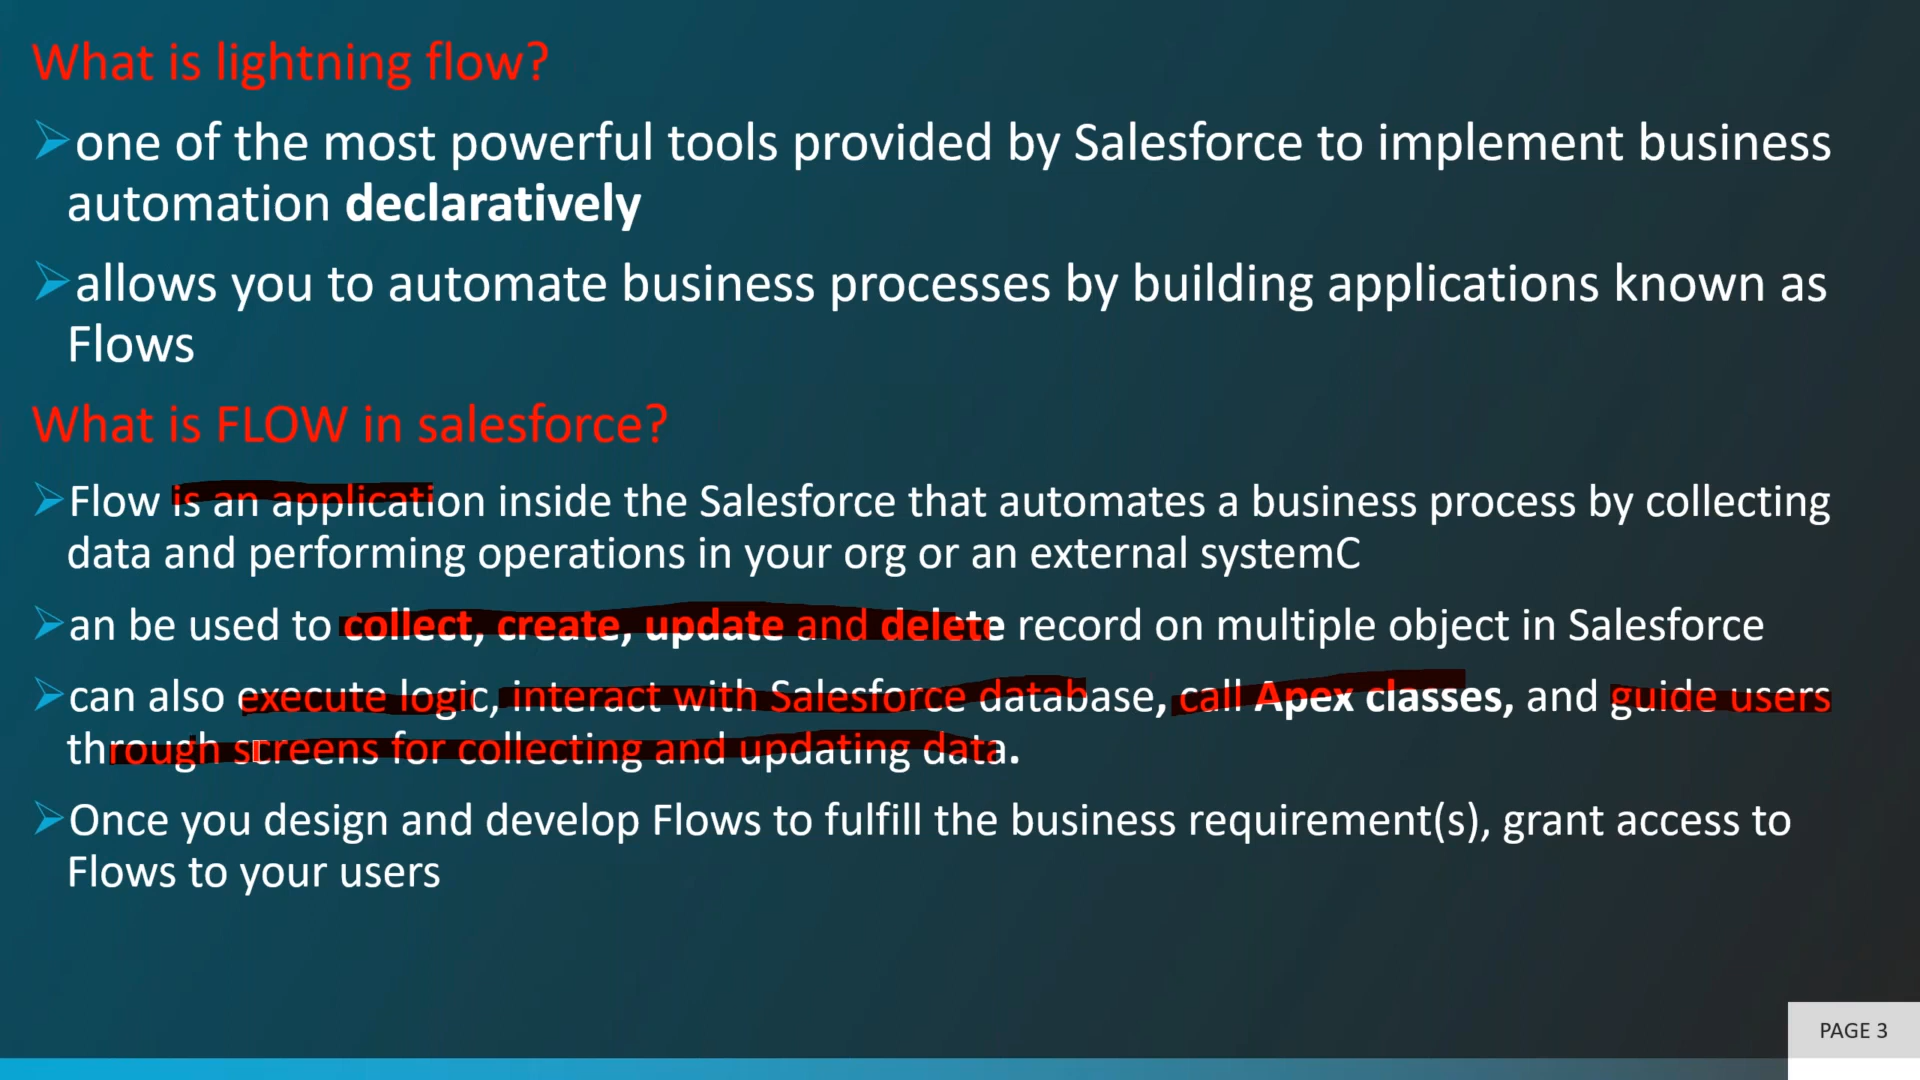 What is lightning flow?
one of the most powerful tools provided by Salesforce to implement business
automation declaratively
allows you to automate business processes by building applications known as
Flows
What is FLOW in salesforce?
Flow is an application inside the Salesforce that automates a business process by collecting
data and performing operations in your org or an external systemC
an be used to collect, create, update and delete record on multiple object in Salesforce
can also execute logic, interact with Salesforce database, call Apex classes, and guide users
through screens for collecting and updating data.
Once you design and develop Flows to fulfill the business requirement(s), grant access to
Flows to your users
PAGE 3